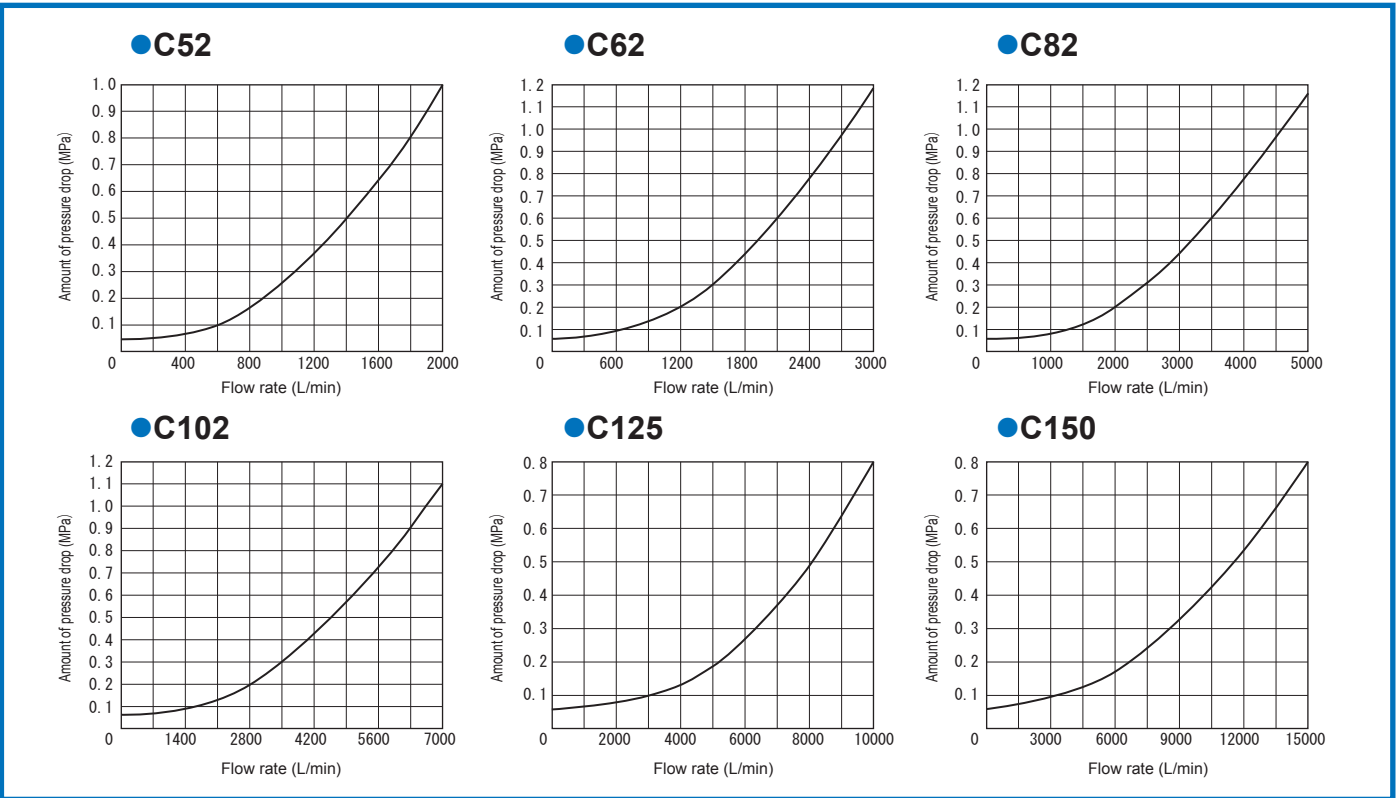 ●C52
1.0
0.9
0.8
0.7
0.6
0.5
0.4
0.3
0.2
0.1
Amount of pressure drop (MPa)
0 400 800 1200 1600 2000
Flow rate (L/min)
●C62
1.2
1.1
1.0
0.9
0.8
0.7
0.6
0.5
0.4
0.3
0.2
0.1
Amount of pressure drop (MPa)
0 600 1200 1800 2400 3000
Flow rate (L/min)
●C82
1.2
1.1
1.0
0.9
0.8
0.7
0.6
0.5
0.4
0.3
0.2
0.1
Amount of pressure drop (MPa)
0 1000 2000 3000 4000 5000
Flow rate (L/min)
●C102
1.2
1.1
1.0
0.9
0.8
0.7
0.6
0.5
0.4
0.3
0.2
0.1
Amount of pressure drop (MPa)
0 1400 2800 4200 5600 7000
Flow rate (L/min)
●C125
0.8
0.7
0.6
0.5
0.4
0.3
0.2
0.1
Amount of pressure drop (MPa)
0 2000 4000 6000 8000 10000
Flow rate (L/min)
●C150
0.8
0.7
0.6
0.5
0.4
0.3
0.2
0.1
Amount of pressure drop (MPa)
0 3000 6000 9000 12000 15000
Flow rate (L/min)